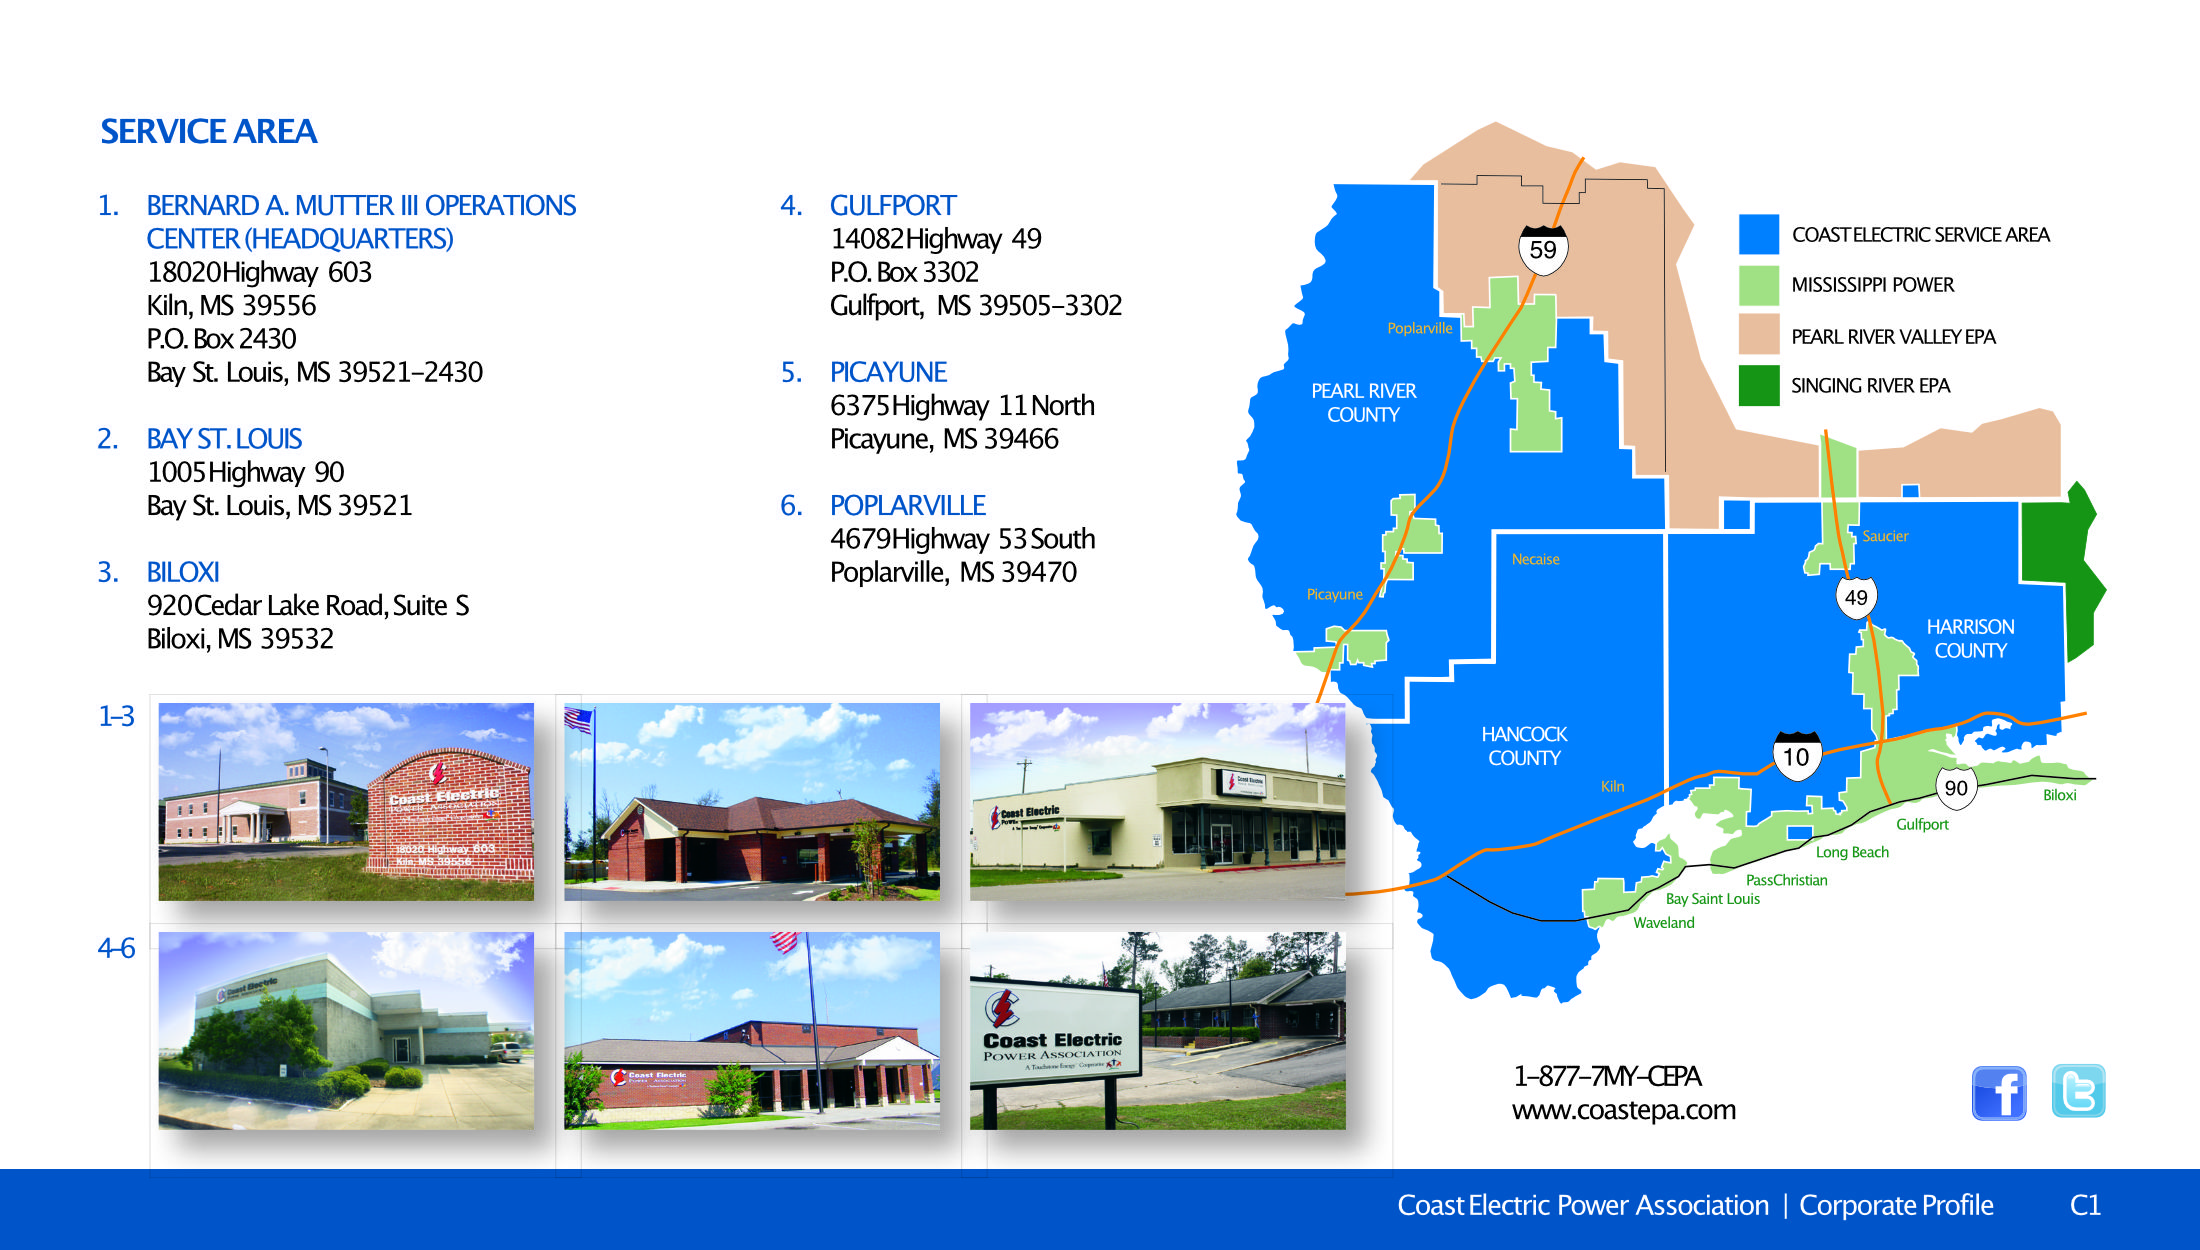 SERVICE AREA
1. BERNARD A. MUTTER III OPERATIONS
CENTER (HEADQUARTERS)
18020 Highway 603
Kiln, MS 39556
P.O. Box 2430
Bay St. Louis, MS 39521-2430
2. BAY ST. LOUIS
1005 Highway 90
Bay St. Louis, MS 39521
3. BILOXI
920 Cedar Lake Road, Suite S
Biloxi, MS 39532
4. GULFPORT
14082 Highway 49
P.O. Box 3302
Gulfport, MS 39505-3302
5. PICAYUNE
6375 Highway 11 North
Picayune, MS 39466
6. POPLARVILLE
4679 Highway 53 South
Poplarville, MS 39470
COAST ELECTRIC SERVICE AREA
MISSISSIPPI POWER
PEARL RIVER VALLEY EPA
SINGING RIVER EPA
59
Poplarville
PEARL RIVER
COUNTY
Necaise
Saucier
Picayune
49
HARRISON
COUNTY
HANCOCK
COUNTY
10
Kiln
90
Biloxi
Gulfport
Long Beach
PassChristian
Bay Saint Louis
Waveland
1-3
Coast Electric
POWER ASSOCIATION
18020 Highway 603
Kiln, MS 39556
Coast Electric
Coast Electric
4-6
Coast Electric
Coast Electric
POWER ASSOCIATION
Coast Electric
POWER ASSOCIATION
A Touchstone Energy Cooperative
1-877-7MY-CEPA
www.coastepa.com
f
t
Coast Electric Power Association | Corporate Profile C1